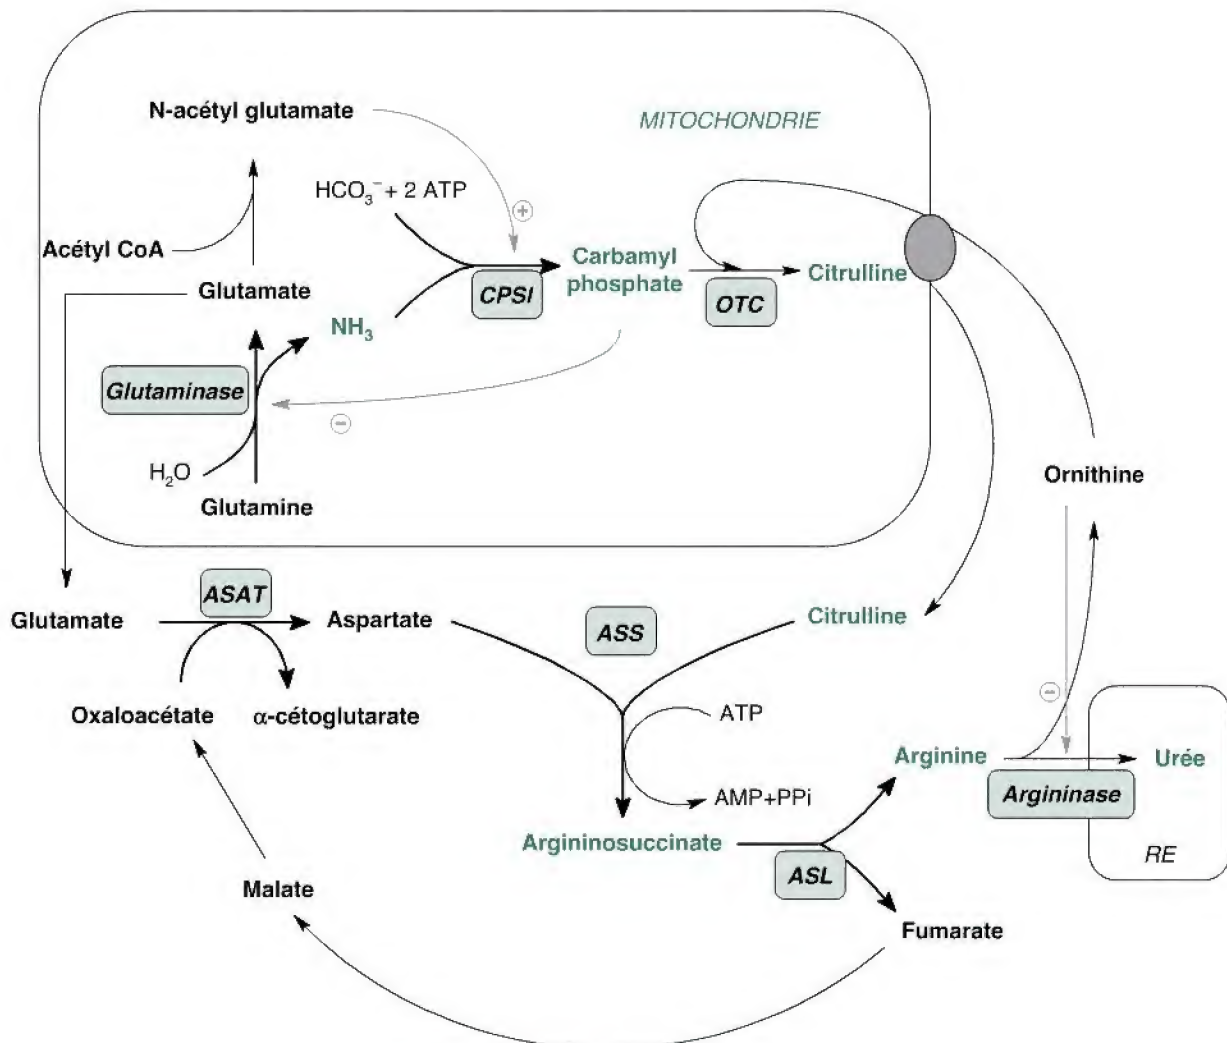 N-acétyl glutamate
MITOCHONDRIE
HCO₃⁻ + 2 ATP
+
Acétyl CoA
Carbamyl
phosphate
Citrulline
Glutamate
CPSI
OTC
NH₃
Glutaminase
−
H₂O
Glutamine
Ornithine
ASAT
Glutamate
Aspartate
ASS
Citrulline
−
Oxaloacétate
α-cétoglutarate
ATP
Arginine
Urée
Argininase
AMP+PPi
Argininosuccinate
RE
ASL
Malate
Fumarate